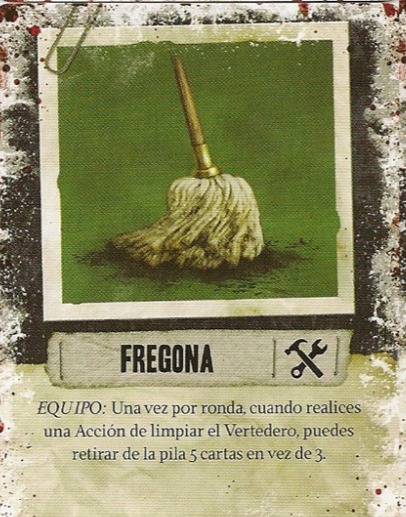 FREGONA
EQUIPO: Una vez por ronda, cuando realices
una Acción de limpiar el Vertedero, puedes
retirar de la pila 5 cartas en vez de 3.